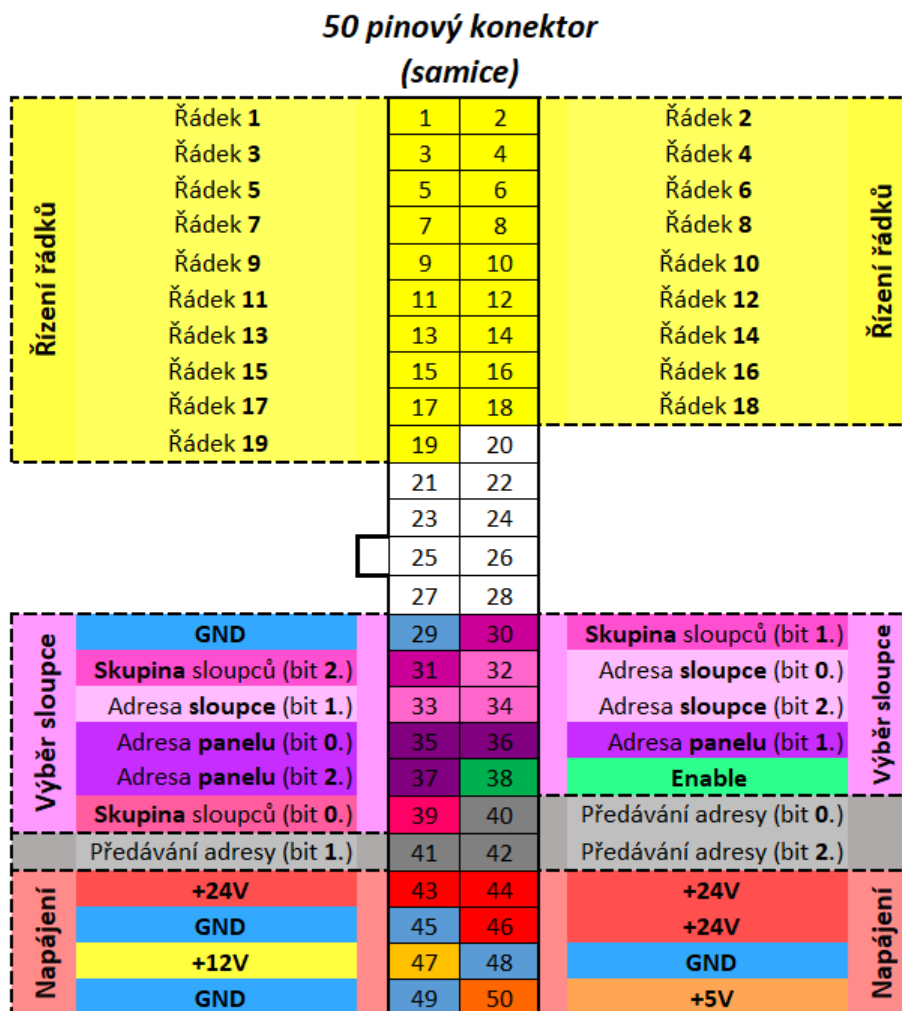 50 pinový konektor
(samice)
Řízení řádků
Řízení řádků
Řádek 1 1 2 Řádek 2
Řádek 3 3 4 Řádek 4
Řádek 5 5 6 Řádek 6
Řádek 7 7 8 Řádek 8
Řádek 9 9 10 Řádek 10
Řádek 11 11 12 Řádek 12
Řádek 13 13 14 Řádek 14
Řádek 15 15 16 Řádek 16
Řádek 17 17 18 Řádek 18
Řádek 19 19 20
21 22
23 24
25 26
27 28
Výběr sloupce
Výběr sloupce
GND 29 30 Skupina sloupců (bit 1.)
Skupina sloupců (bit 2.) 31 32 Adresa sloupce (bit 0.)
Adresa sloupce (bit 1.) 33 34 Adresa sloupce (bit 2.)
Adresa panelu (bit 0.) 35 36 Adresa panelu (bit 1.)
Adresa panelu (bit 2.) 37 38 Enable
Skupina sloupců (bit 0.) 39 40 Předávání adresy (bit 0.)
Předávání adresy (bit 1.) 41 42 Předávání adresy (bit 2.)
Napájení
Napájení
+24V 43 44 +24V
GND 45 46 +24V
+12V 47 48 GND
GND 49 50 +5V